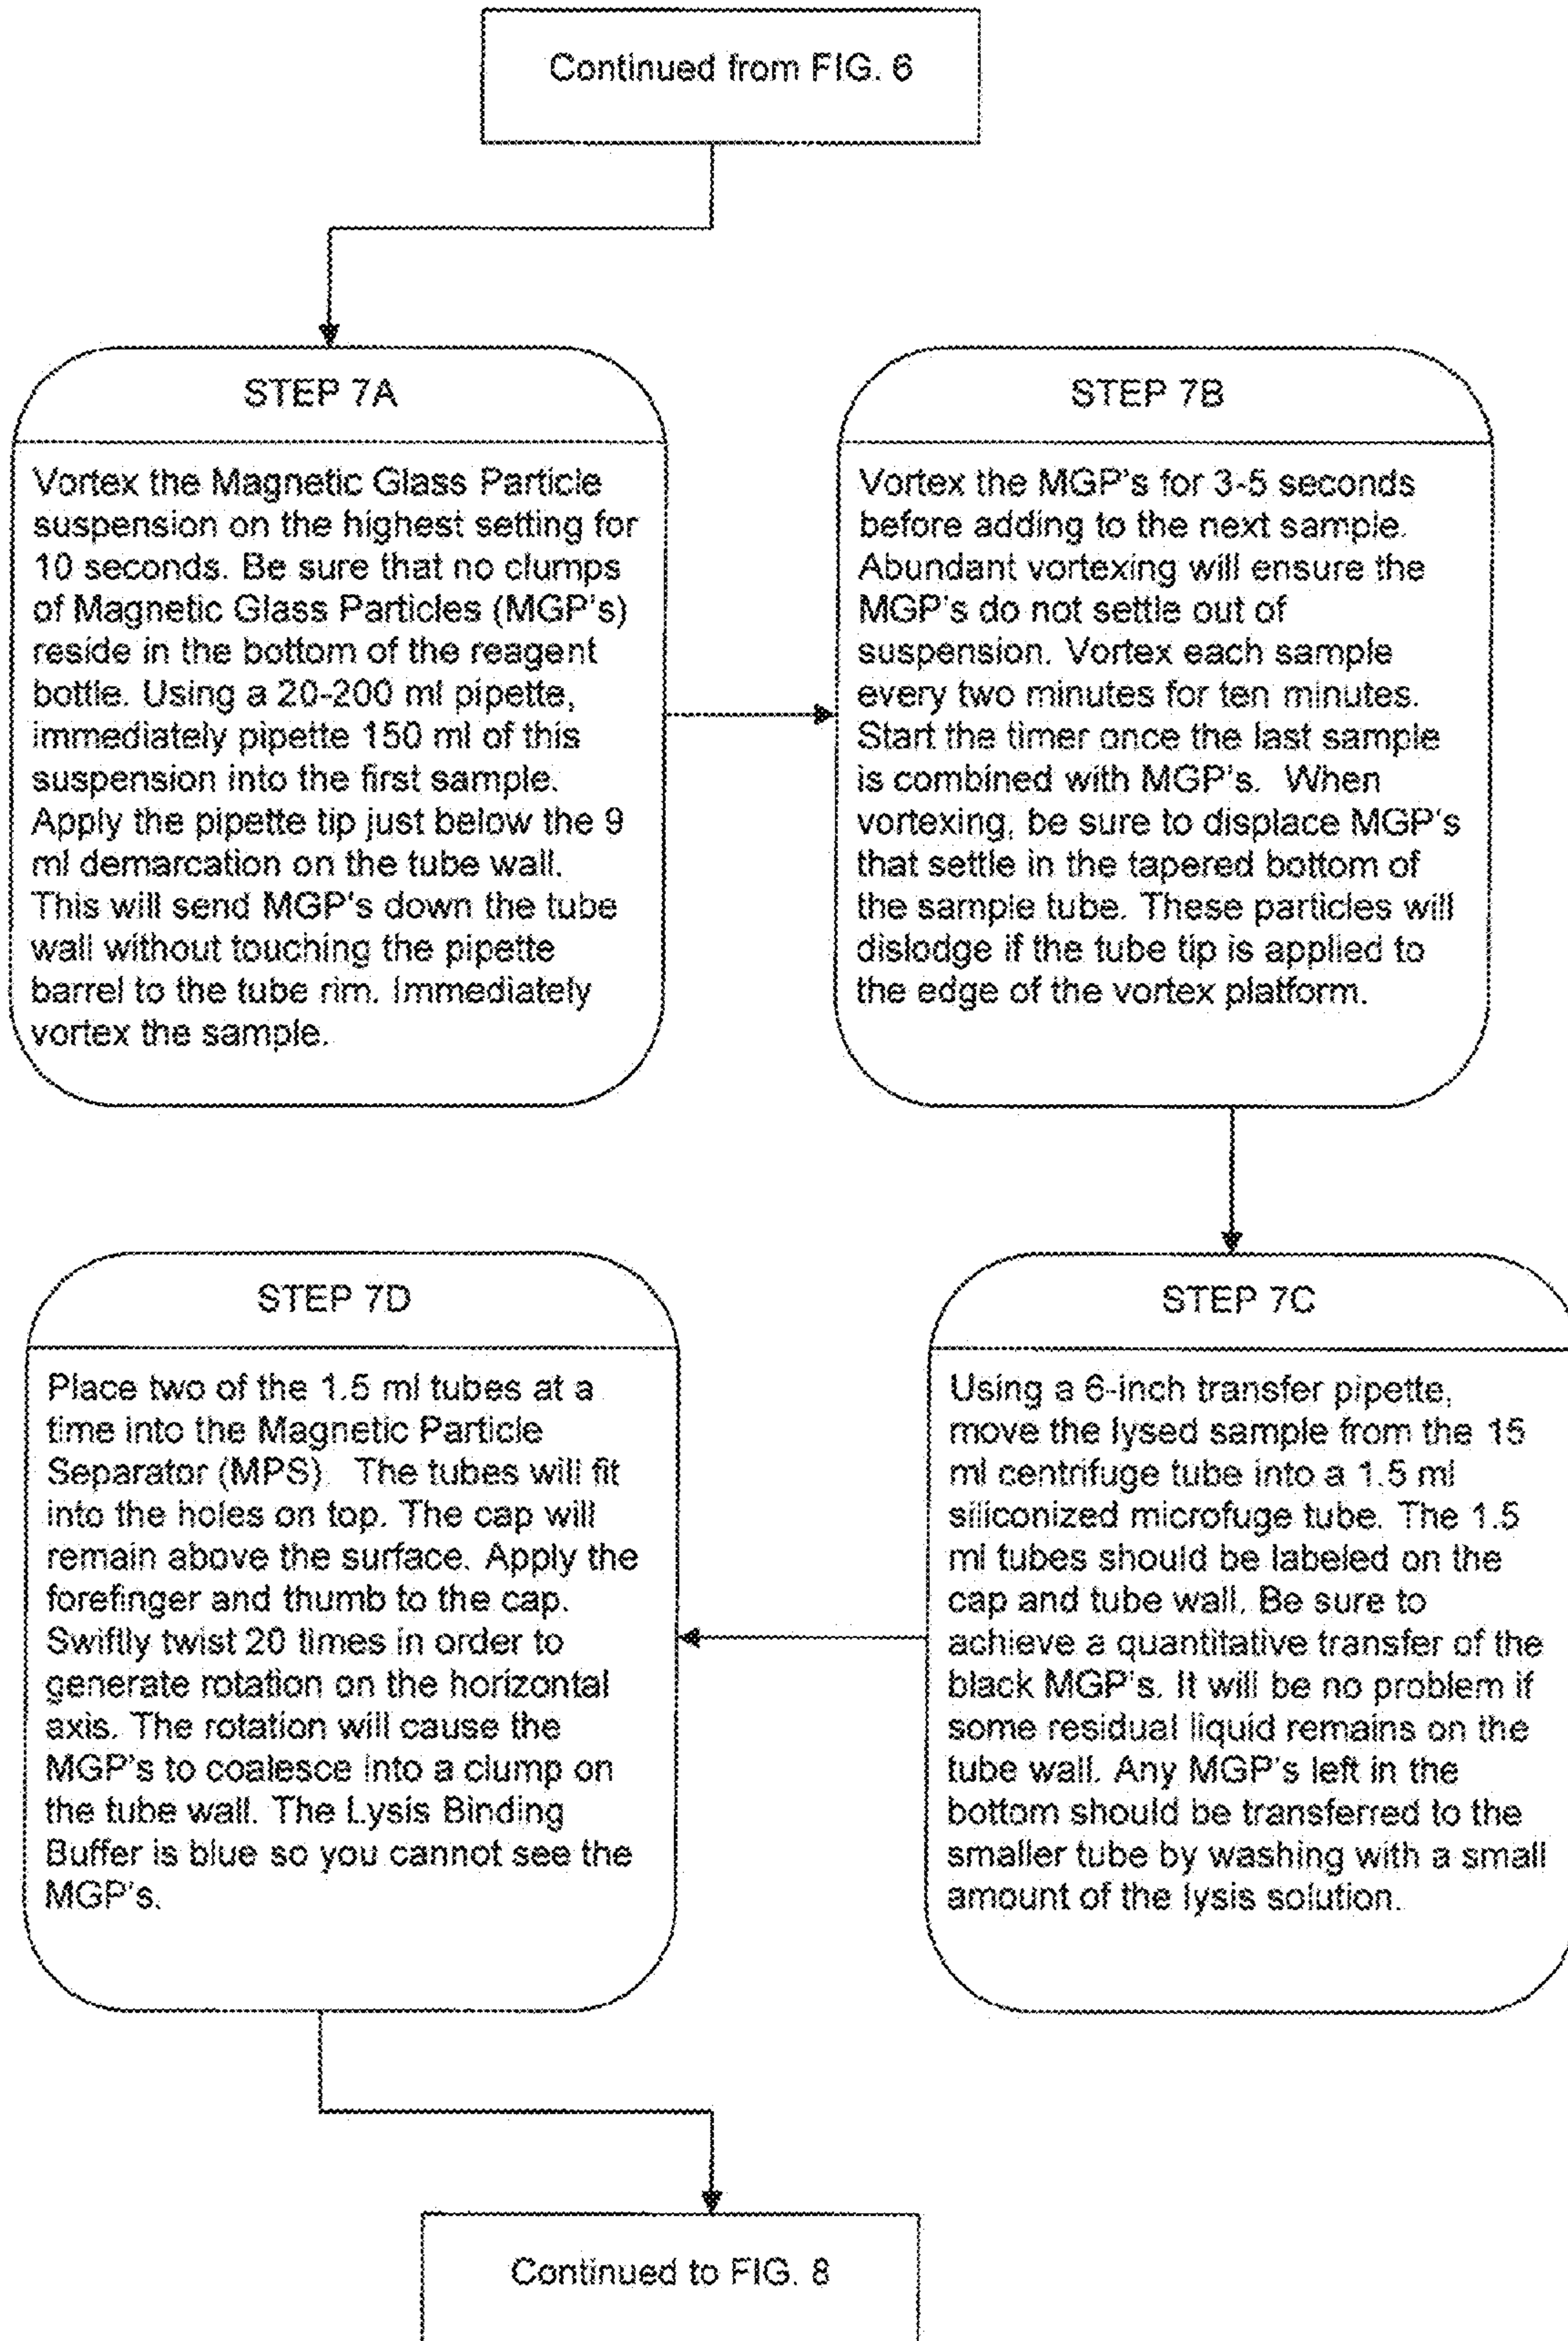 Continued from FIG. 6
STEP 7A
Vortex the Magnetic Glass Particle
suspension on the highest setting for
10 seconds. Be sure that no clumps
of Magnetic Glass Particles (MGP's)
reside in the bottom of the reagent
bottle. Using a 20-200 ml pipette,
immediately pipette 150 ml of this
suspension into the first sample.
Apply the pipette tip just below the 9
ml demarcation on the tube wall.
This will send MGP's down the tube
wall without touching the pipette
barrel to the tube rim. Immediately
vortex the sample.
STEP 7B
Vortex the MGP's for 3-5 seconds
before adding to the next sample.
Abundant vortexing will ensure the
MGP's do not settle out of
suspension. Vortex each sample
every two minutes for ten minutes.
Start the timer once the last sample
is combined with MGP's. When
vortexing, be sure to displace MGP's
that settle in the tapered bottom of
the sample tube. These particles will
dislodge if the tube tip is applied to
the edge of the vortex platform.
STEP 7C
Using a 6-inch transfer pipette,
move the lysed sample from the 15
ml centrifuge tube into a 1.5 ml
siliconized microfuge tube. The 1.5
ml tubes should be labeled on the
cap and tube wall. Be sure to
achieve a quantitative transfer of the
black MGP's. It will be no problem if
some residual liquid remains on the
tube wall. Any MGP's left in the
bottom should be transferred to the
smaller tube by washing with a small
amount of the lysis solution.
STEP 7D
Place two of the 1.5 ml tubes at a
time into the Magnetic Particle
Separator (MPS). The tubes will fit
into the holes on top. The cap will
remain above the surface. Apply the
forefinger and thumb to the cap.
Swiftly twist 20 times in order to
generate rotation on the horizontal
axis. The rotation will cause the
MGP's to coalesce into a clump on
the tube wall. The Lysis Binding
Buffer is blue so you cannot see the
MGP's.
Continued to FIG. 8